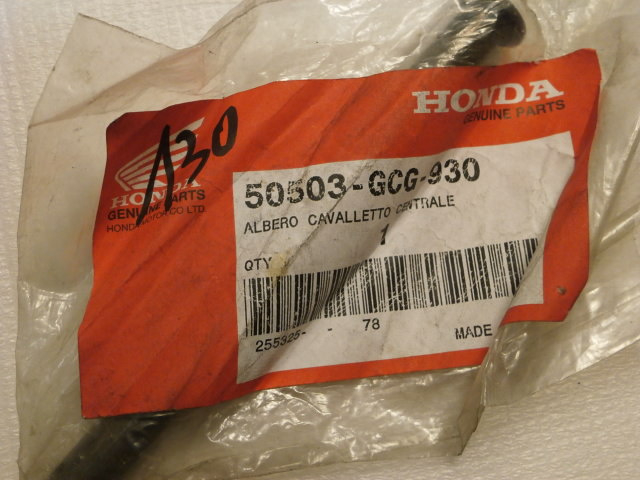 HONDA
GENUINE PARTS
130
HONDA
GENUINE PARTS
HONDA MOTOR CO LTD.
50503-GCG-930
ALBERO CAVALLETTO CENTRALE
1
QTY
78
MADE